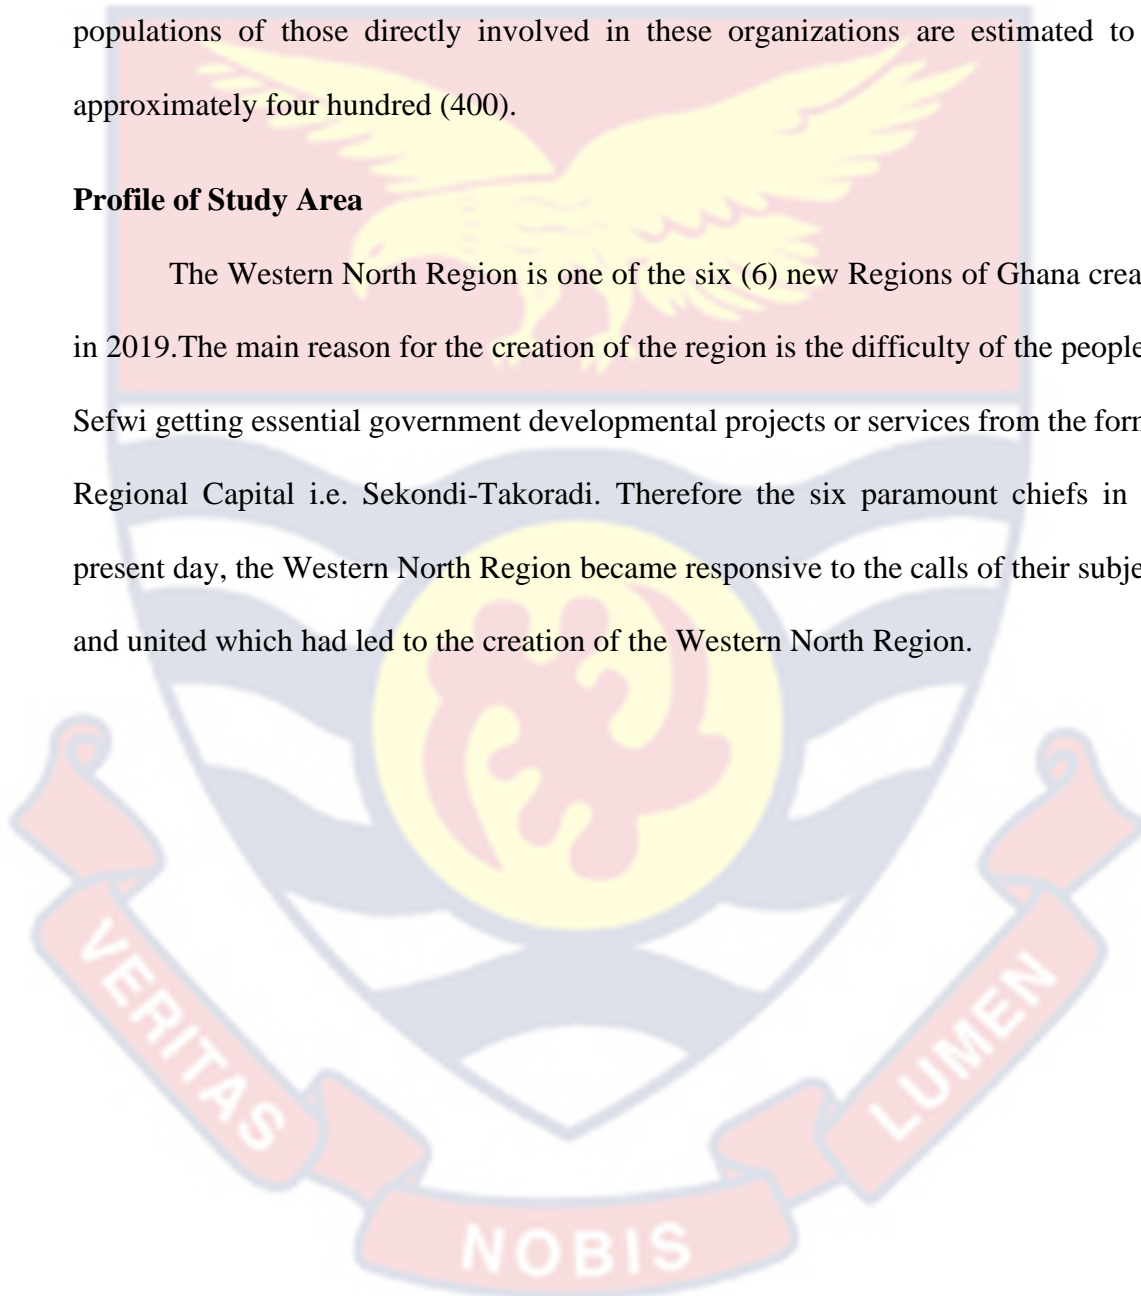 populations of those directly involved in these organizations are estimated to
approximately four hundred (400).
Profile of Study Area
The Western North Region is one of the six (6) new Regions of Ghana crea
in 2019.The main reason for the creation of the region is the difficulty of the people
Sefwi getting essential government developmental projects or services from the forn
Regional Capital i.e. Sekondi-Takoradi. Therefore the six paramount chiefs in
present day, the Western North Region became responsive to the calls of their subje
and united which had led to the creation of the Western North Region.
VERITAS
NOBIS
LUMEN